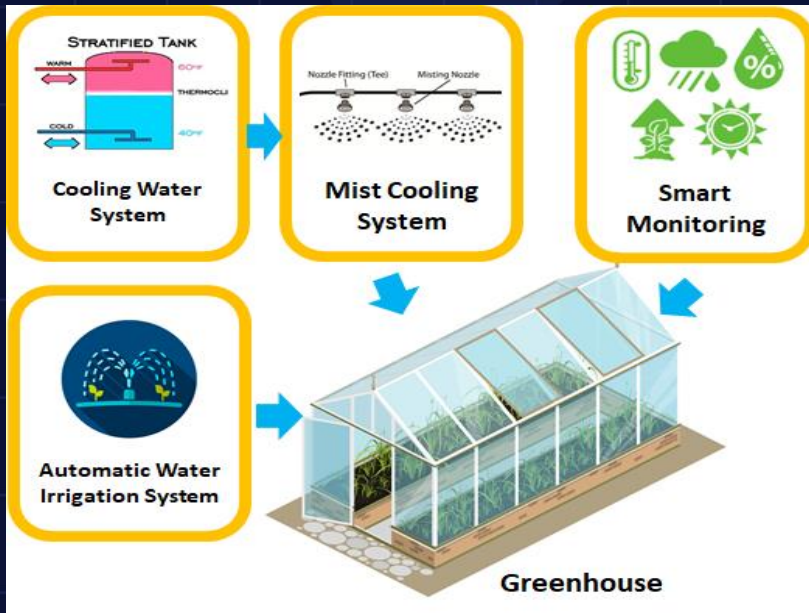 STRATIFIED TANK
WARM
60°F
THERMOCLI
COLD
40°F
Cooling Water
System
Nozzle Fitting (Tee)
Misting Nozzle
Mist Cooling
System
%
Smart
Monitoring
Automatic Water
Irrigation System
Greenhouse